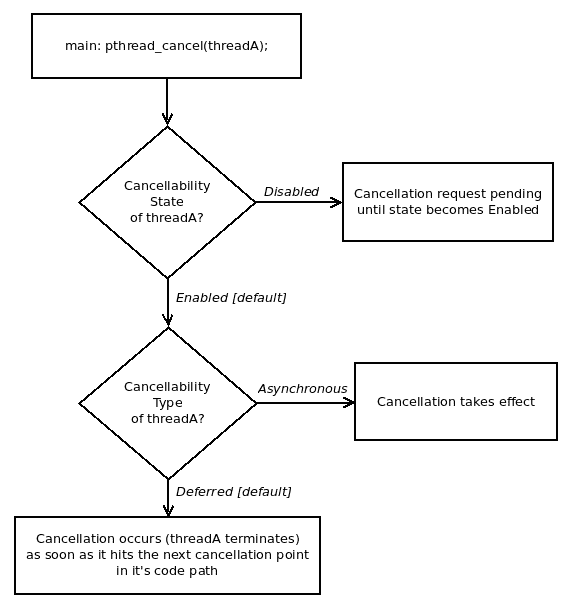 main: pthread_cancel(threadA);
Cancellability
State
of threadA?
Disabled
Cancellation request pending
until state becomes Enabled
Enabled [default]
Cancellability
Type
of threadA?
Asynchronous
Cancellation takes effect
Deferred [default]
Cancellation occurs (threadA terminates)
as soon as it hits the next cancellation point
in it's code path